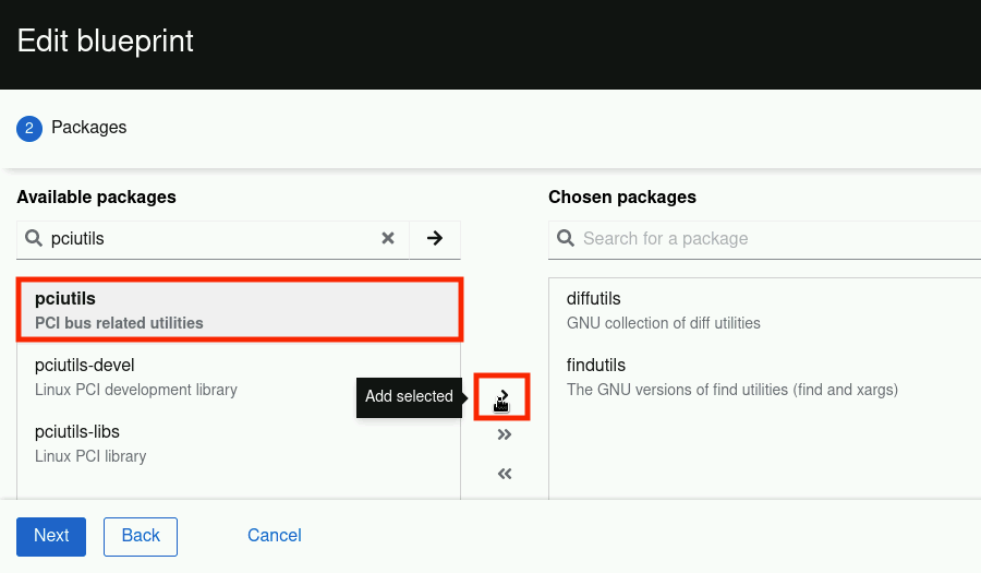 Edit blueprint
2 Packages
Available packages
Chosen packages
pciutils
Search for a package
pciutils
PCI bus related utilities
pciutils-devel
Linux PCI development library
pciutils-libs
Linux PCI library
Add selected
diffutils
GNU collection of diff utilities
findutils
The GNU versions of find utilities (find and xargs)
Next
Back
Cancel